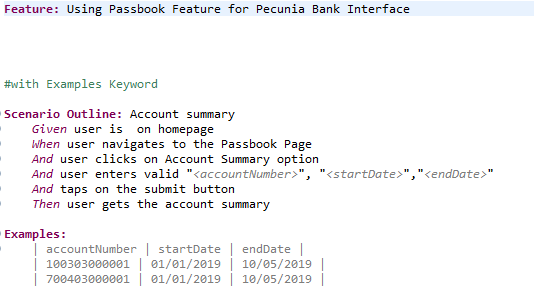 Feature: Using Passbook Feature for Pecunia Bank Interface
#with Examples Keyword
Scenario Outline: Account summary
Given user is  on homepage
When user navigates to the Passbook Page
And user clicks on Account Summary option
And user enters valid "<accountNumber>", "<startDate>","<endDate>"
And taps on the submit button
Then user gets the account summary
Examples:
| accountNumber | startDate | endDate |
| 100303000001 | 01/01/2019 | 10/05/2019 |
| 700403000001 | 01/01/2019 | 10/05/2019 |